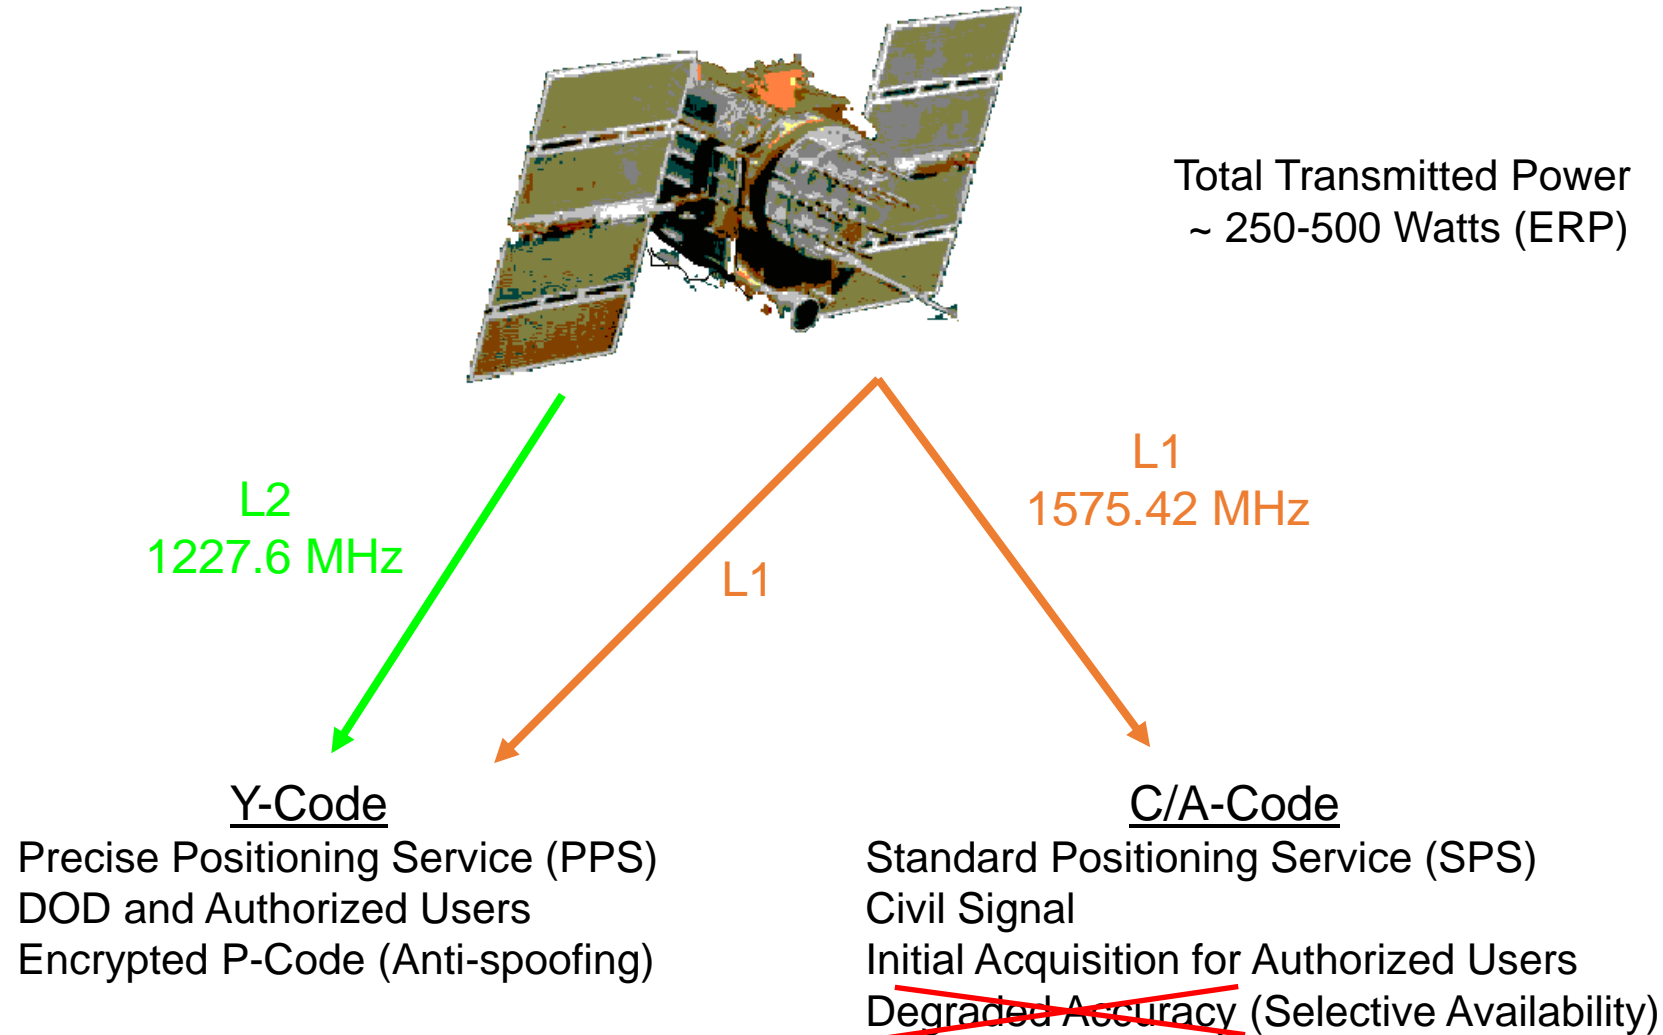 Total Transmitted Power
~ 250-500 Watts (ERP)
L2
1227.6 MHz
L1
L1
1575.42 MHz
Y-Code
Precise Positioning Service (PPS)
DOD and Authorized Users
Encrypted P-Code (Anti-spoofing)
C/A-Code
Standard Positioning Service (SPS)
Civil Signal
Initial Acquisition for Authorized Users
Degraded Accuracy (Selective Availability)